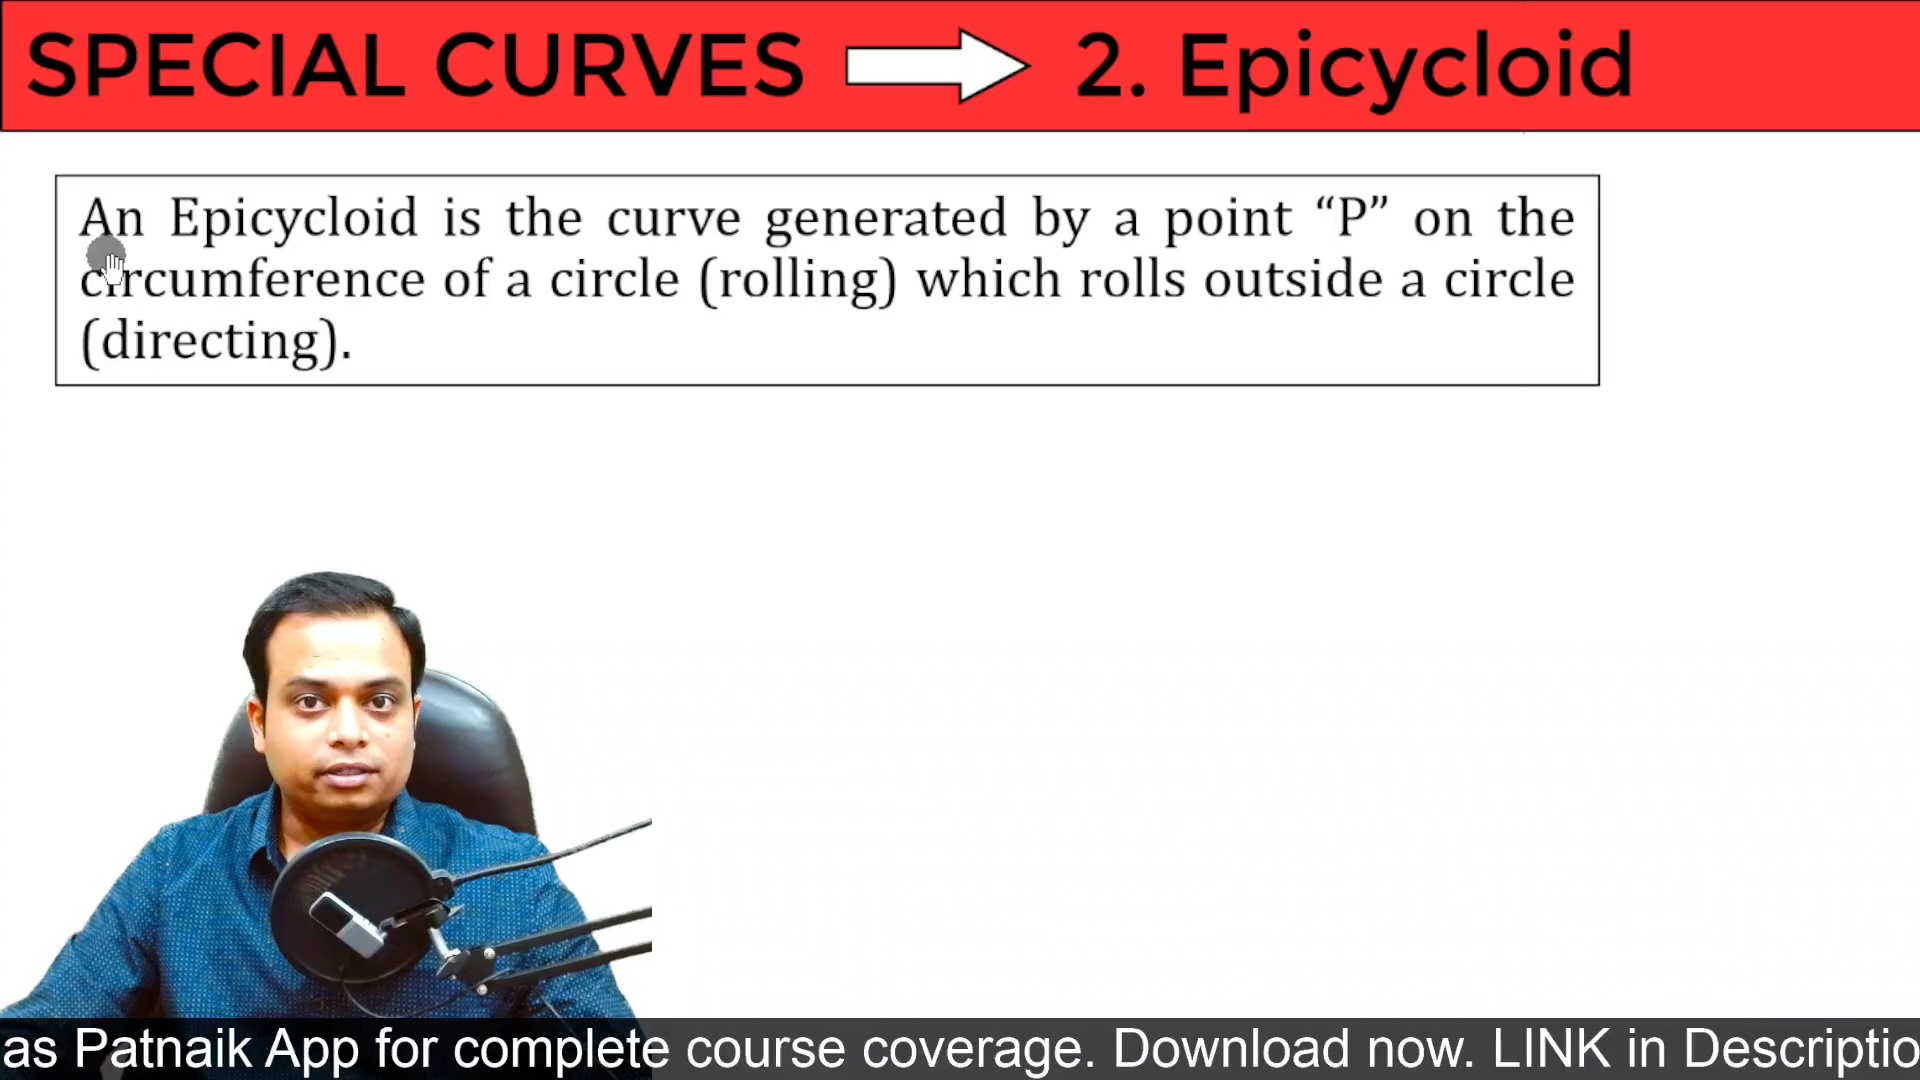 SPECIAL CURVES 2. Epicycloid
An Epicycloid is the curve generated by a point “P” on the
circumference of a circle (rolling) which rolls outside a circle
(directing).
as Patnaik App for complete course coverage. Download now. LINK in Descriptio